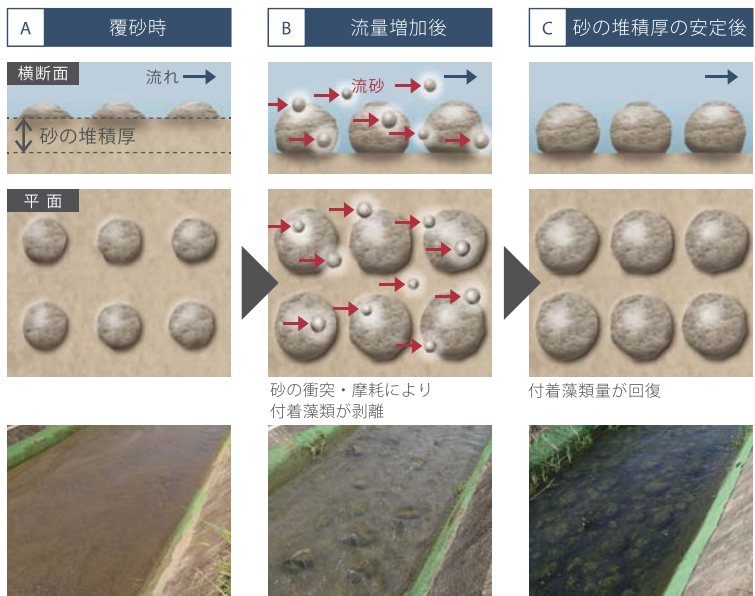 A 覆砂時
B 流量増加後
C 砂の堆積厚の安定後
横断面
流れ
砂の堆積厚
流砂
平面
砂の衝突・摩耗により
付着藻類が剥離
付着藻類量が回復